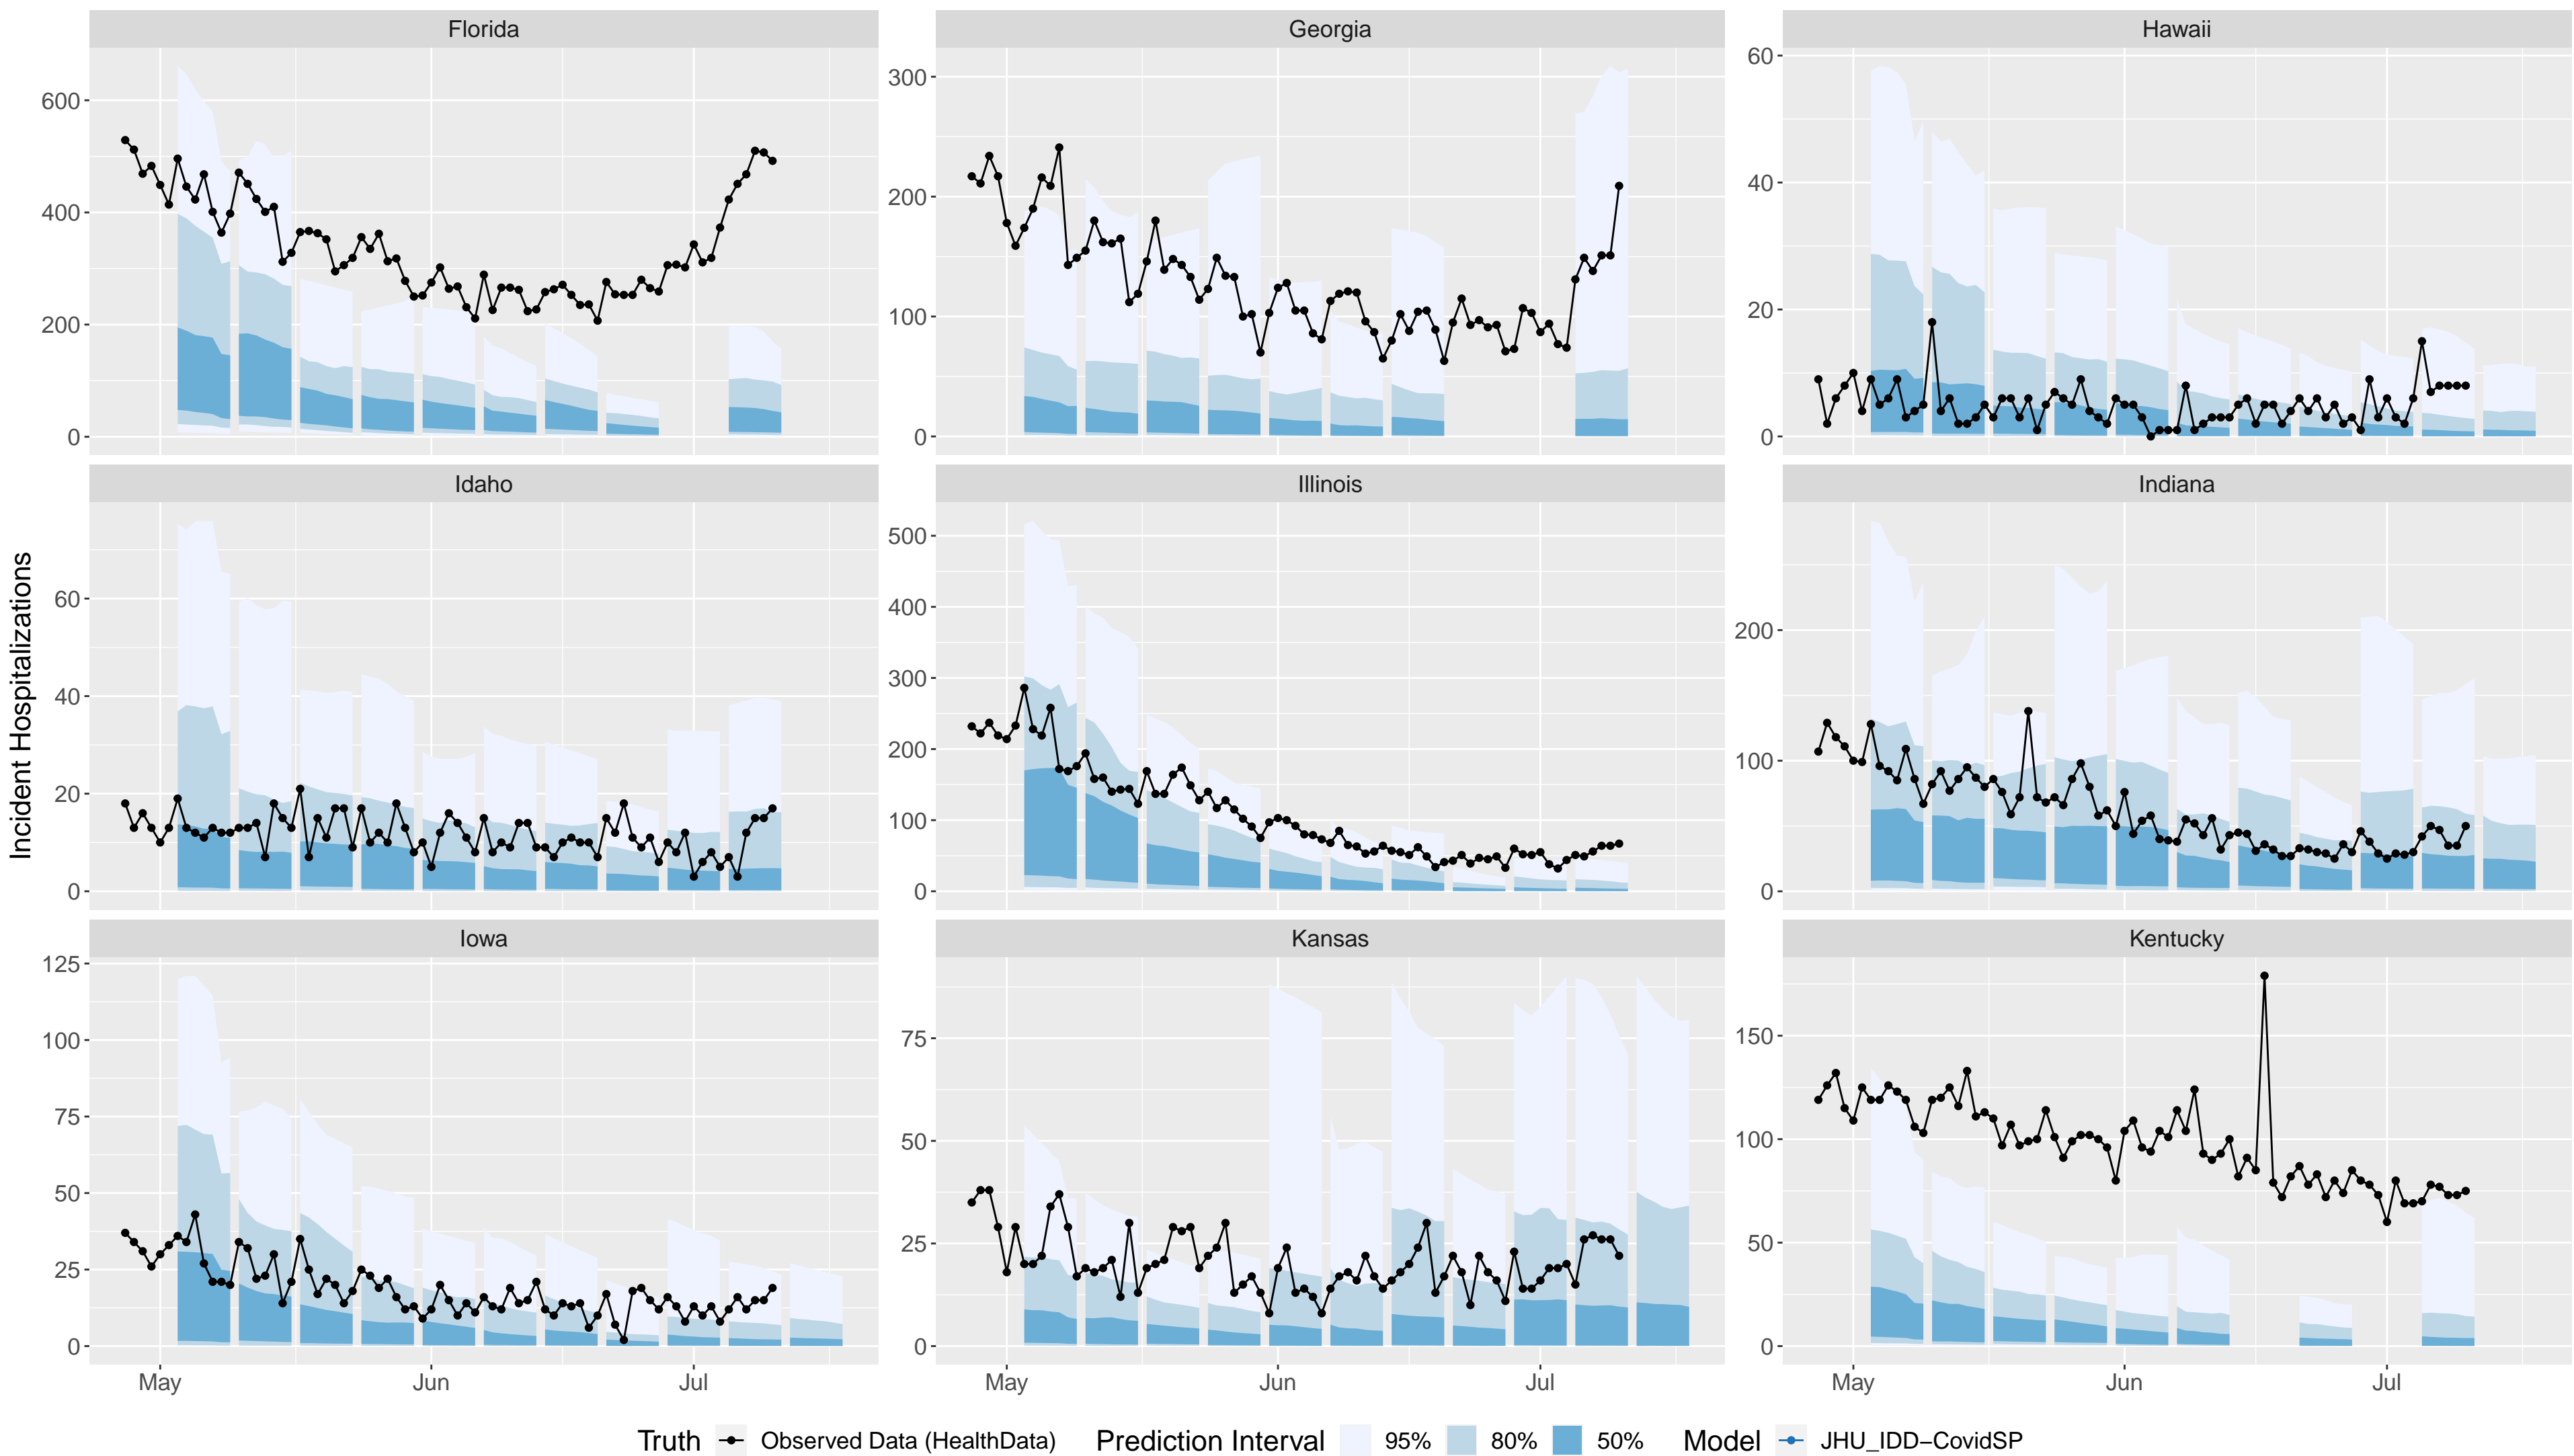 Florida
Georgia
Hawaii
600
400
200
0
300
200
100
0
60
40
20
0
Idaho
Illinois
Indiana
Incident Hospitalizations
60
40
20
0
500
400
300
200
100
0
200
100
0
Iowa
Kansas
Kentucky
125
100
75
50
25
0
75
50
25
0
150
100
50
0
May Jun Jul
May Jun Jul
May Jun Jul
Truth Observed Data (HealthData) Prediction Interval 95% 80% 50% Model JHU_IDD−CovidSP